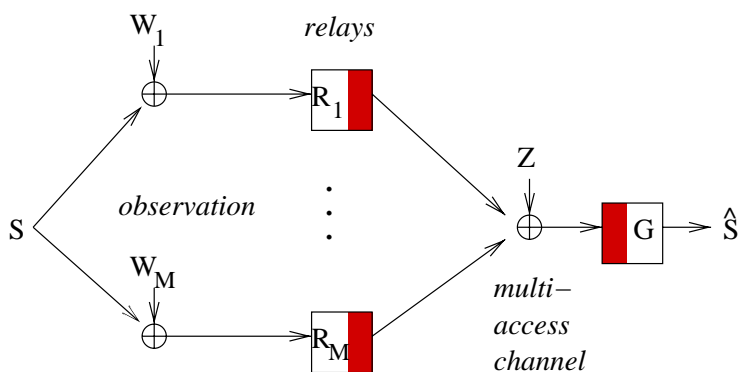 W1
relays
R1
Z
S
observation
G
Ŝ
WM
multi–
access
channel
RM